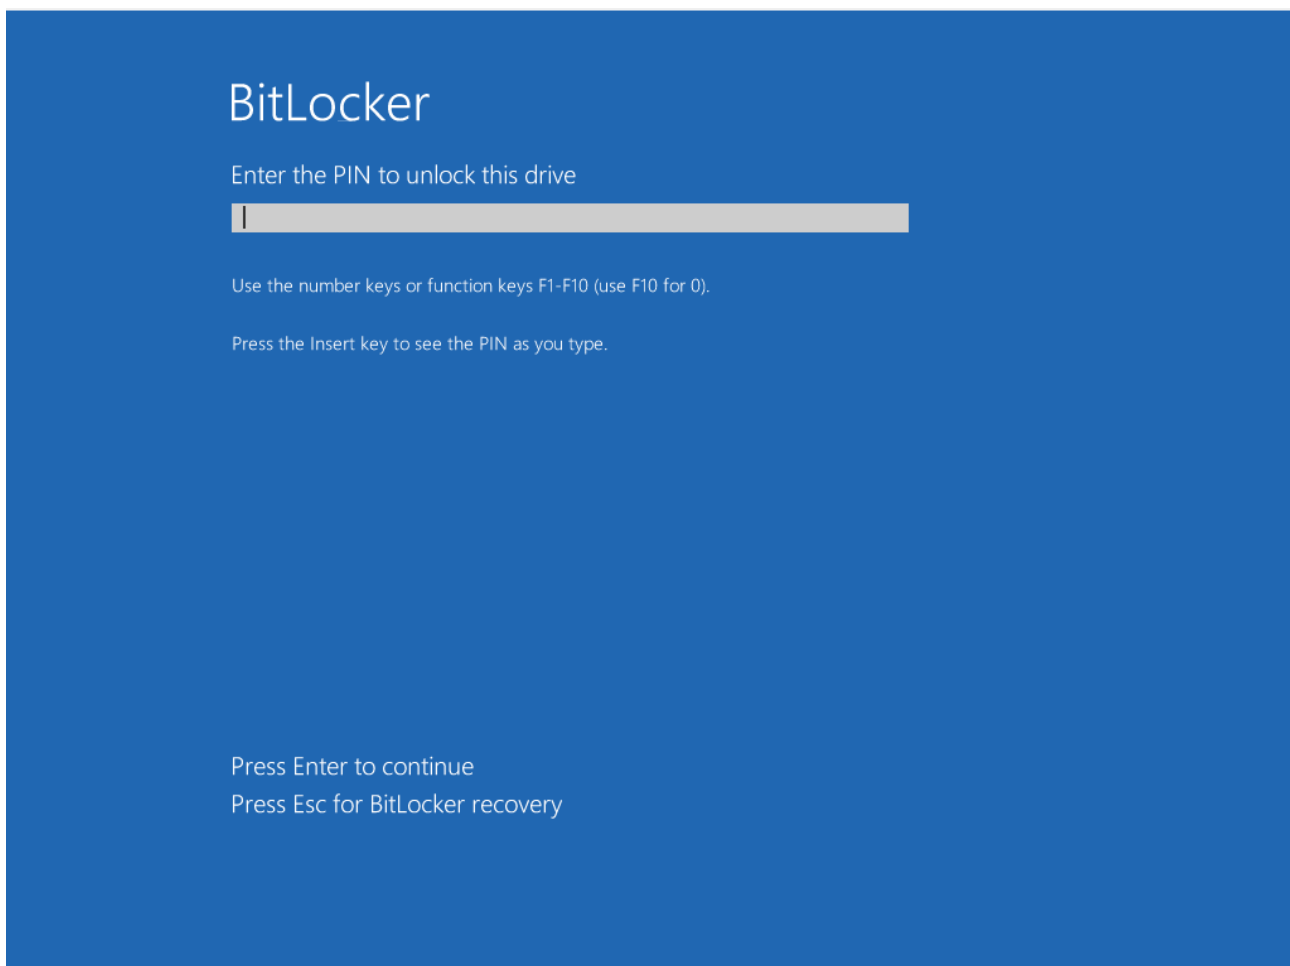 BitLocker
Enter the PIN to unlock this drive
Use the number keys or function keys F1-F10 (use F10 for 0).
Press the Insert key to see the PIN as you type.
Press Enter to continue
Press Esc for BitLocker recovery